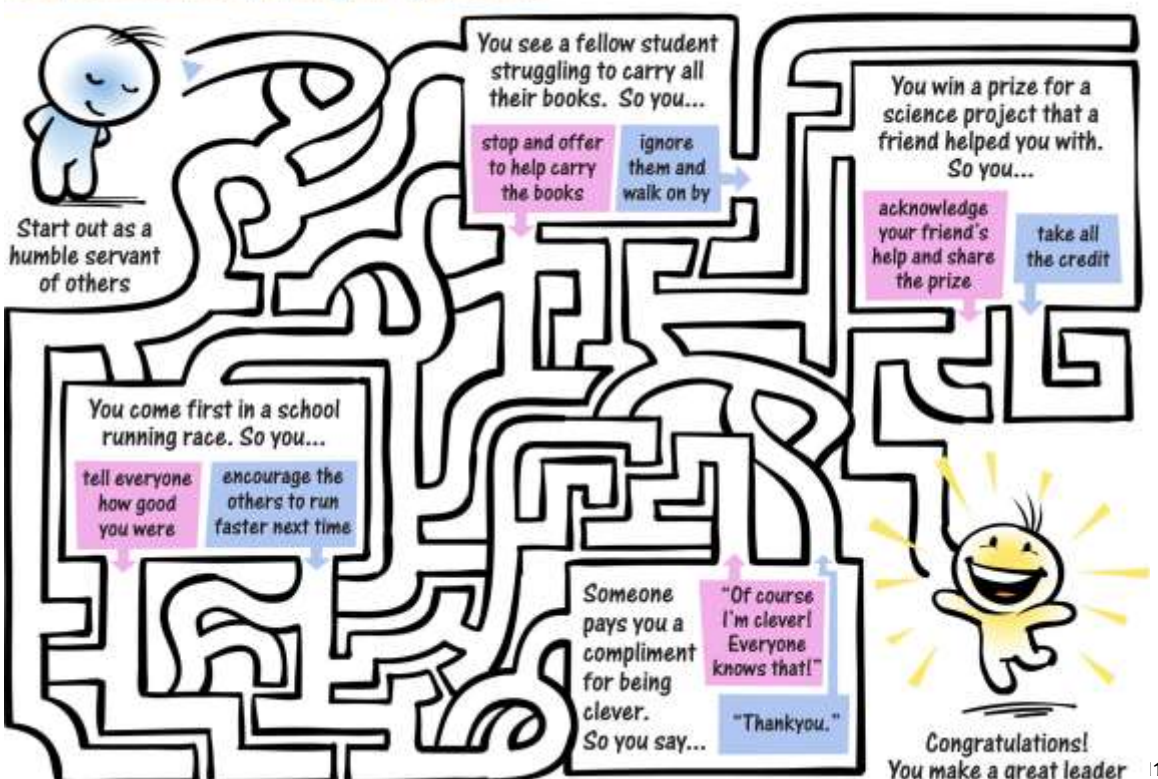 You see a fellow student
struggling to carry all
their books. So you...
stop and offer
to help carry
the books
ignore
them and
walk on by
You win a prize for a
science project that a
friend helped you with.
So you...
acknowledge
your friend's
help and share
the prize
take all
the credit
Start out as a
humble servant
of others
You come first in a school
running race. So you...
tell everyone
how good
you were
encourage the
others to run
faster next time
Someone
pays you a
compliment
for being
clever.
So you say...
"Of course
I'm clever!
Everyone
knows that!"
"Thankyou."
Congratulations!
You make a great leader